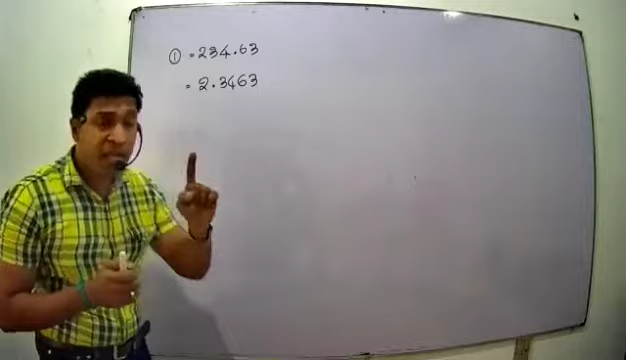 ① = 234.63
= 2.3463